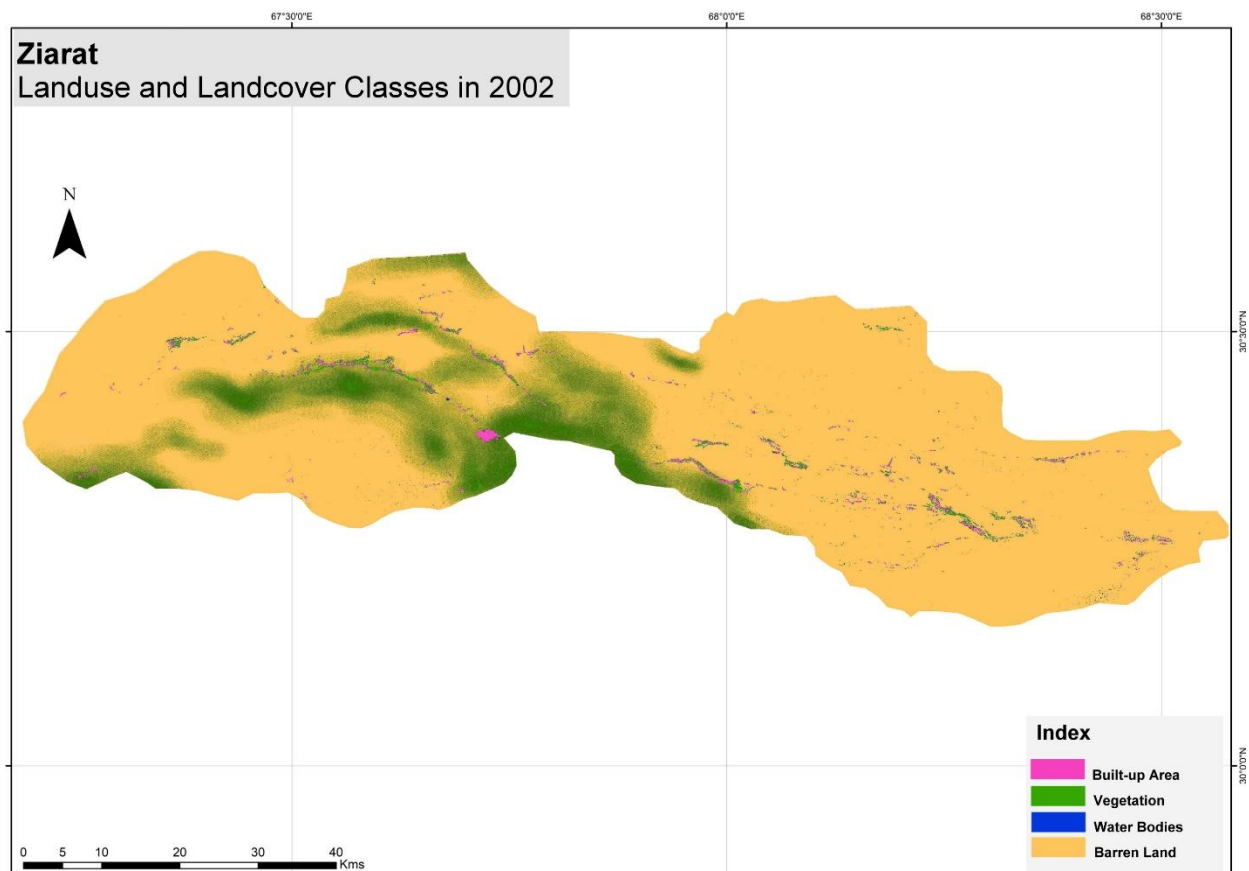 67°30'0"E
68°0'0"E
68°30'0"E
Ziarat
Landuse and Landcover Classes in 2002
N
30°30'0"N
Index
Built-up Area
Vegetation
Water Bodies
Barren Land
30°0'0"N
0 5 10 20 30 40
Kms